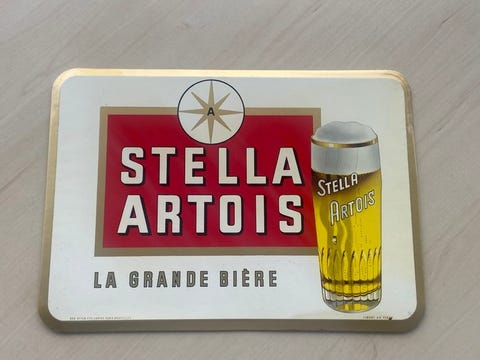 A
STELLA
ARTOIS
STELLA
ARTOIS
LA GRANDE BIÈRE